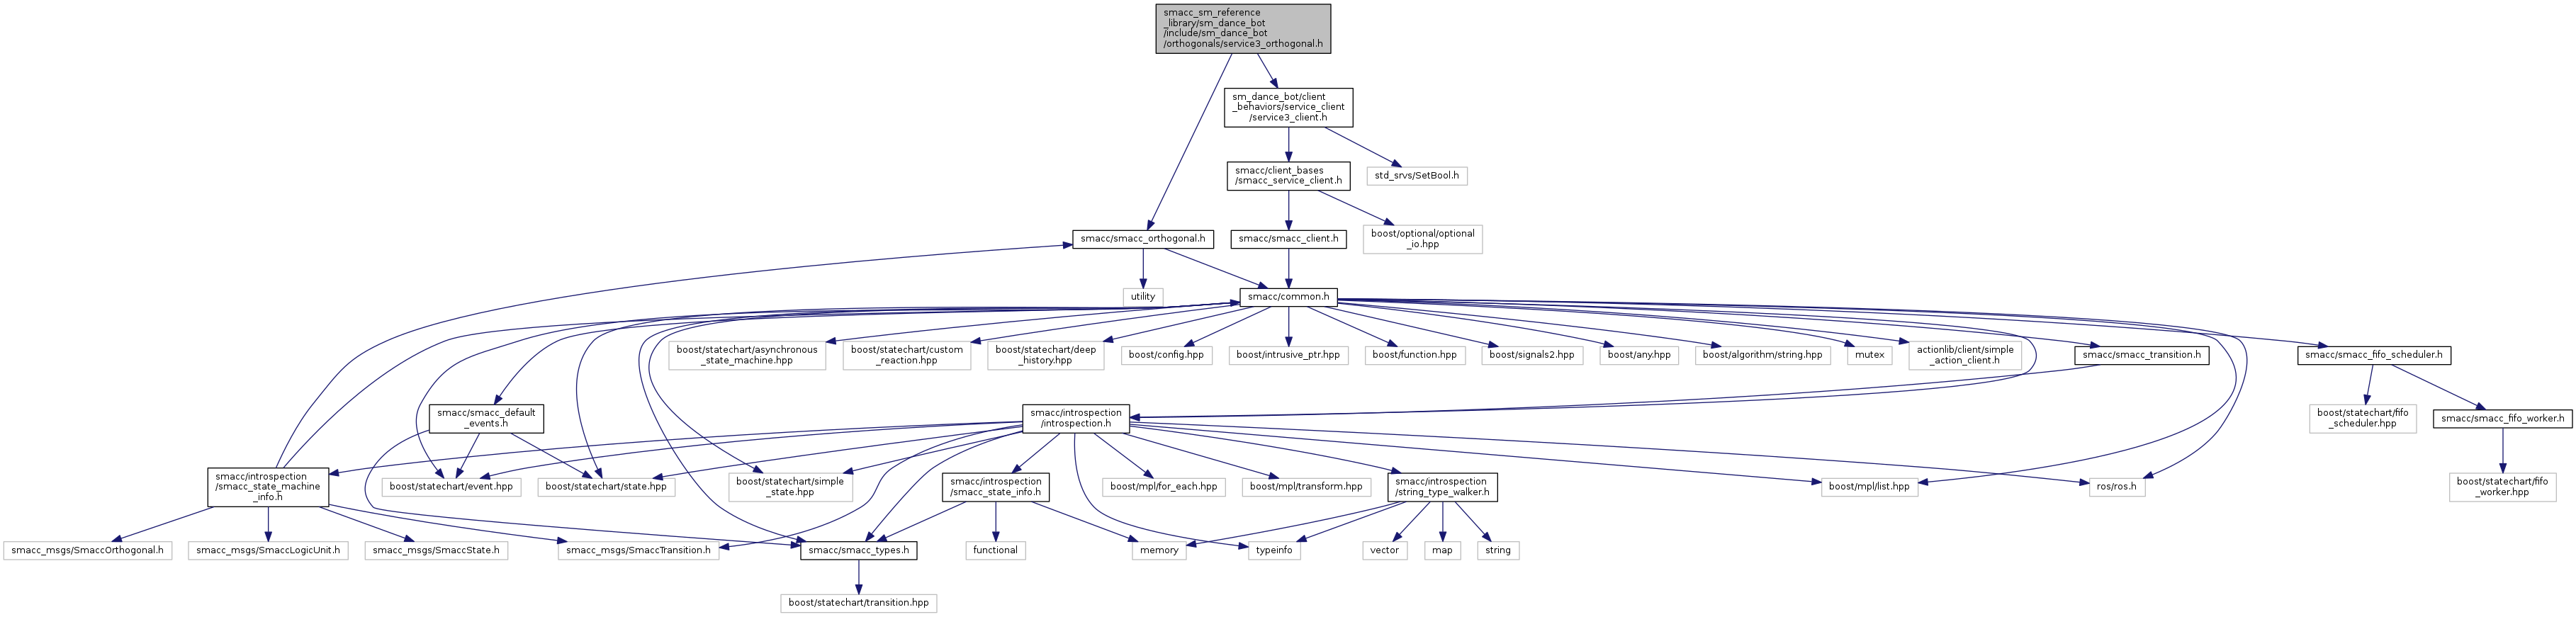 smacc_sm_reference
_library/sm_dance_bot
/include/sm_dance_bot
/orthogonals/service3_orthogonal.h
sm_dance_bot/client
_behaviors/service_client
/service3_client.h
smacc/client_bases
/smacc_service_client.h
std_srvs/SetBool.h
smacc/smacc_orthogonal.h
smacc/smacc_client.h
boost/optional/optional
_io.hpp
utility
smacc/common.h
boost/statechart/asynchronous
_state_machine.hpp
boost/statechart/custom
_reaction.hpp
boost/statechart/deep
_history.hpp
boost/config.hpp
boost/intrusive_ptr.hpp
boost/function.hpp
boost/signals2.hpp
boost/any.hpp
boost/algorithm/string.hpp
mutex
actionlib/client/simple
_action_client.h
smacc/smacc_transition.h
smacc/smacc_fifo_scheduler.h
smacc/smacc_default
_events.h
smacc/introspection
/introspection.h
boost/statechart/fifo
_scheduler.hpp
smacc/smacc_fifo_worker.h
smacc/introspection
/smacc_state_machine
_info.h
boost/statechart/event.hpp
boost/statechart/state.hpp
boost/statechart/simple
_state.hpp
smacc/introspection
/smacc_state_info.h
boost/mpl/for_each.hpp
boost/mpl/transform.hpp
smacc/introspection
/string_type_walker.h
boost/mpl/list.hpp
ros/ros.h
boost/statechart/fifo
_worker.hpp
smacc_msgs/SmaccOrthogonal.h
smacc_msgs/SmaccLogicUnit.h
smacc_msgs/SmaccState.h
smacc_msgs/SmaccTransition.h
smacc/smacc_types.h
functional
memory
typeinfo
vector
map
string
boost/statechart/transition.hpp